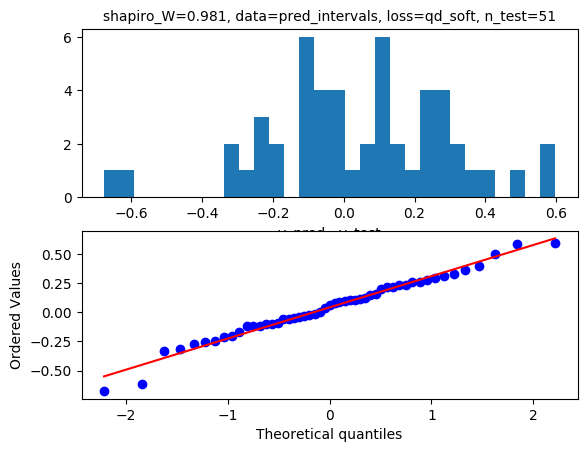 shapiro_W=0.981, data=pred_intervals, loss=qd_soft, n_test=51
6
4
2
0
−0.6 −0.4 −0.2 0.0 0.2 0.4 0.6
0.50
0.25
0.00
−0.25
−0.50
Ordered Values
−2 −1 0 1 2
Theoretical quantiles